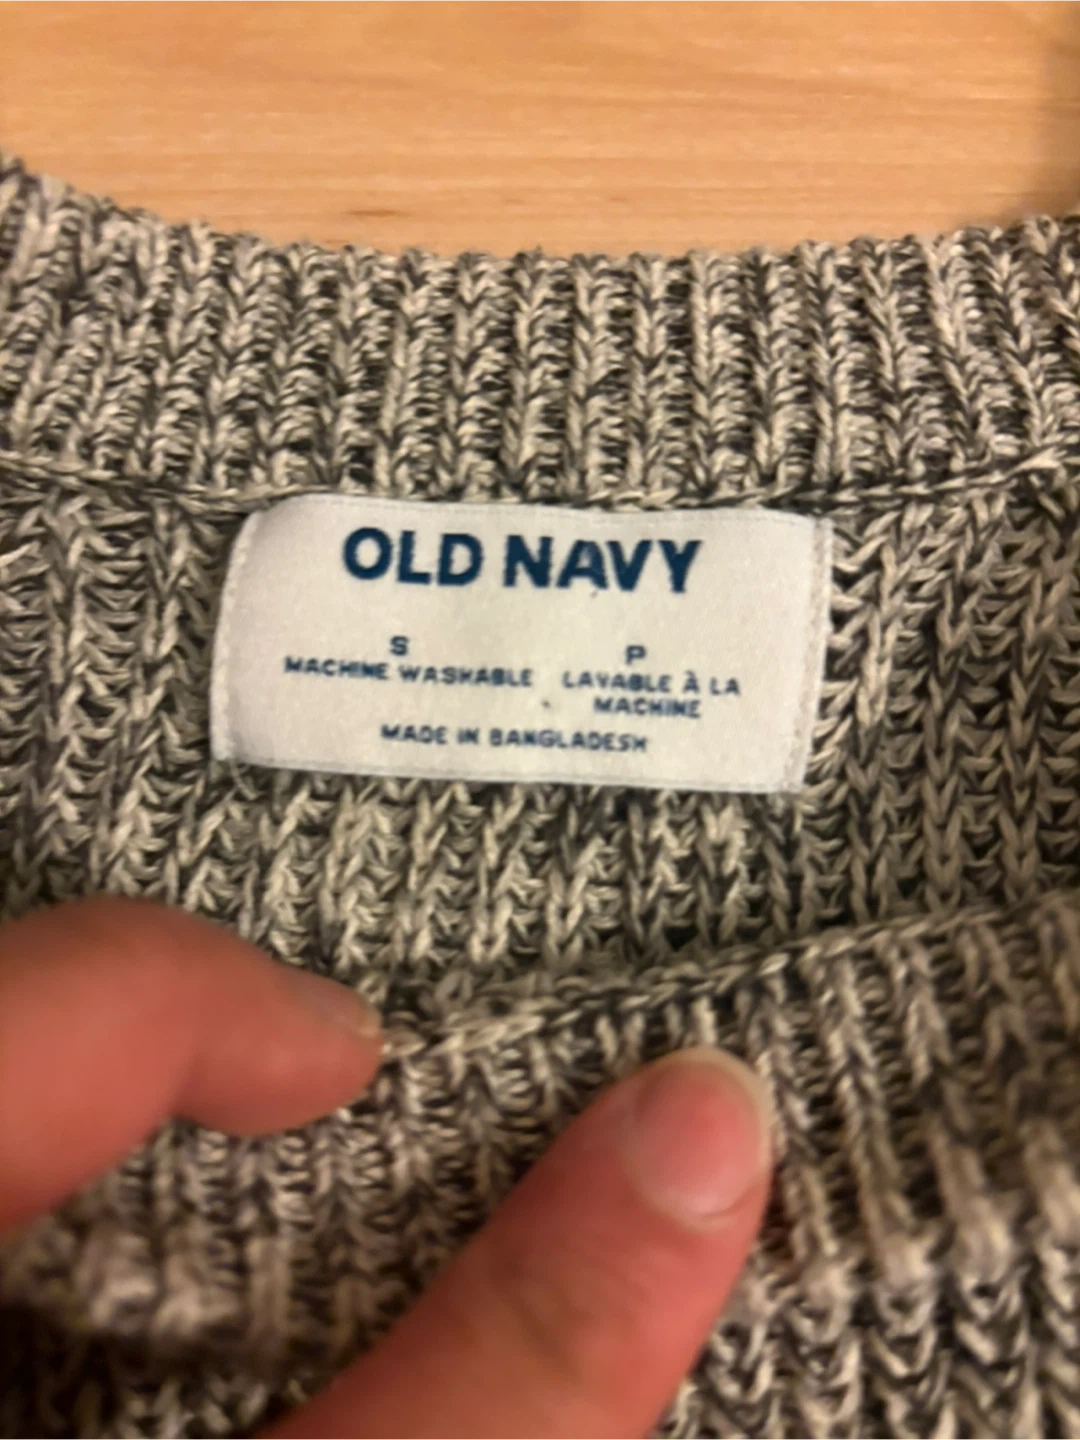 OLD NAVY
S P
MACHINE WASHABLE LAVABLE À LA
MACHINE
MADE IN BANGLADESH